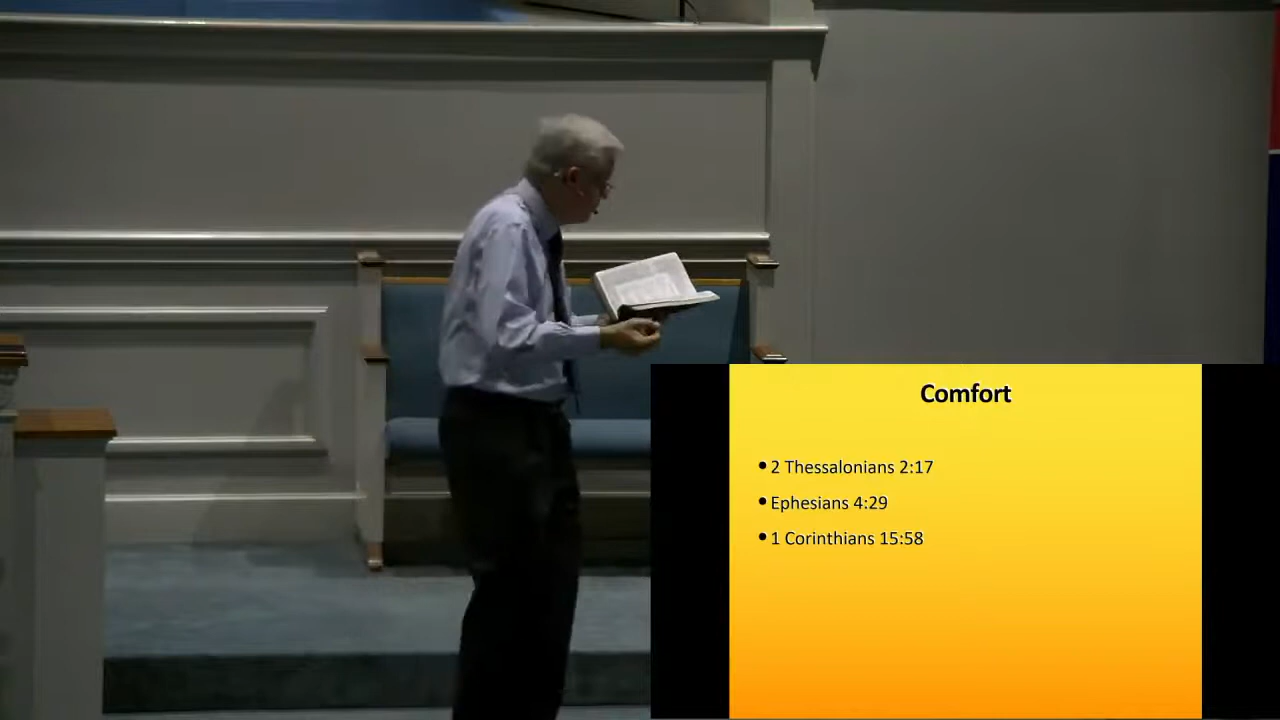 Comfort
• 2 Thessalonians 2:17
• Ephesians 4:29
• 1 Corinthians 15:58